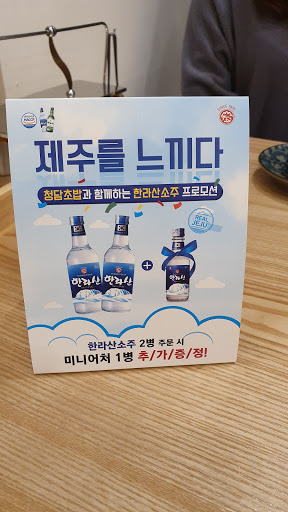 제주를 느끼다
청담초밥과 함께하는 한라산소주 프로모션
REAL
JEJU
한라산
한라산
+
한라산소주 2병 주문 시
미니어처 1병 추/가/증/정!